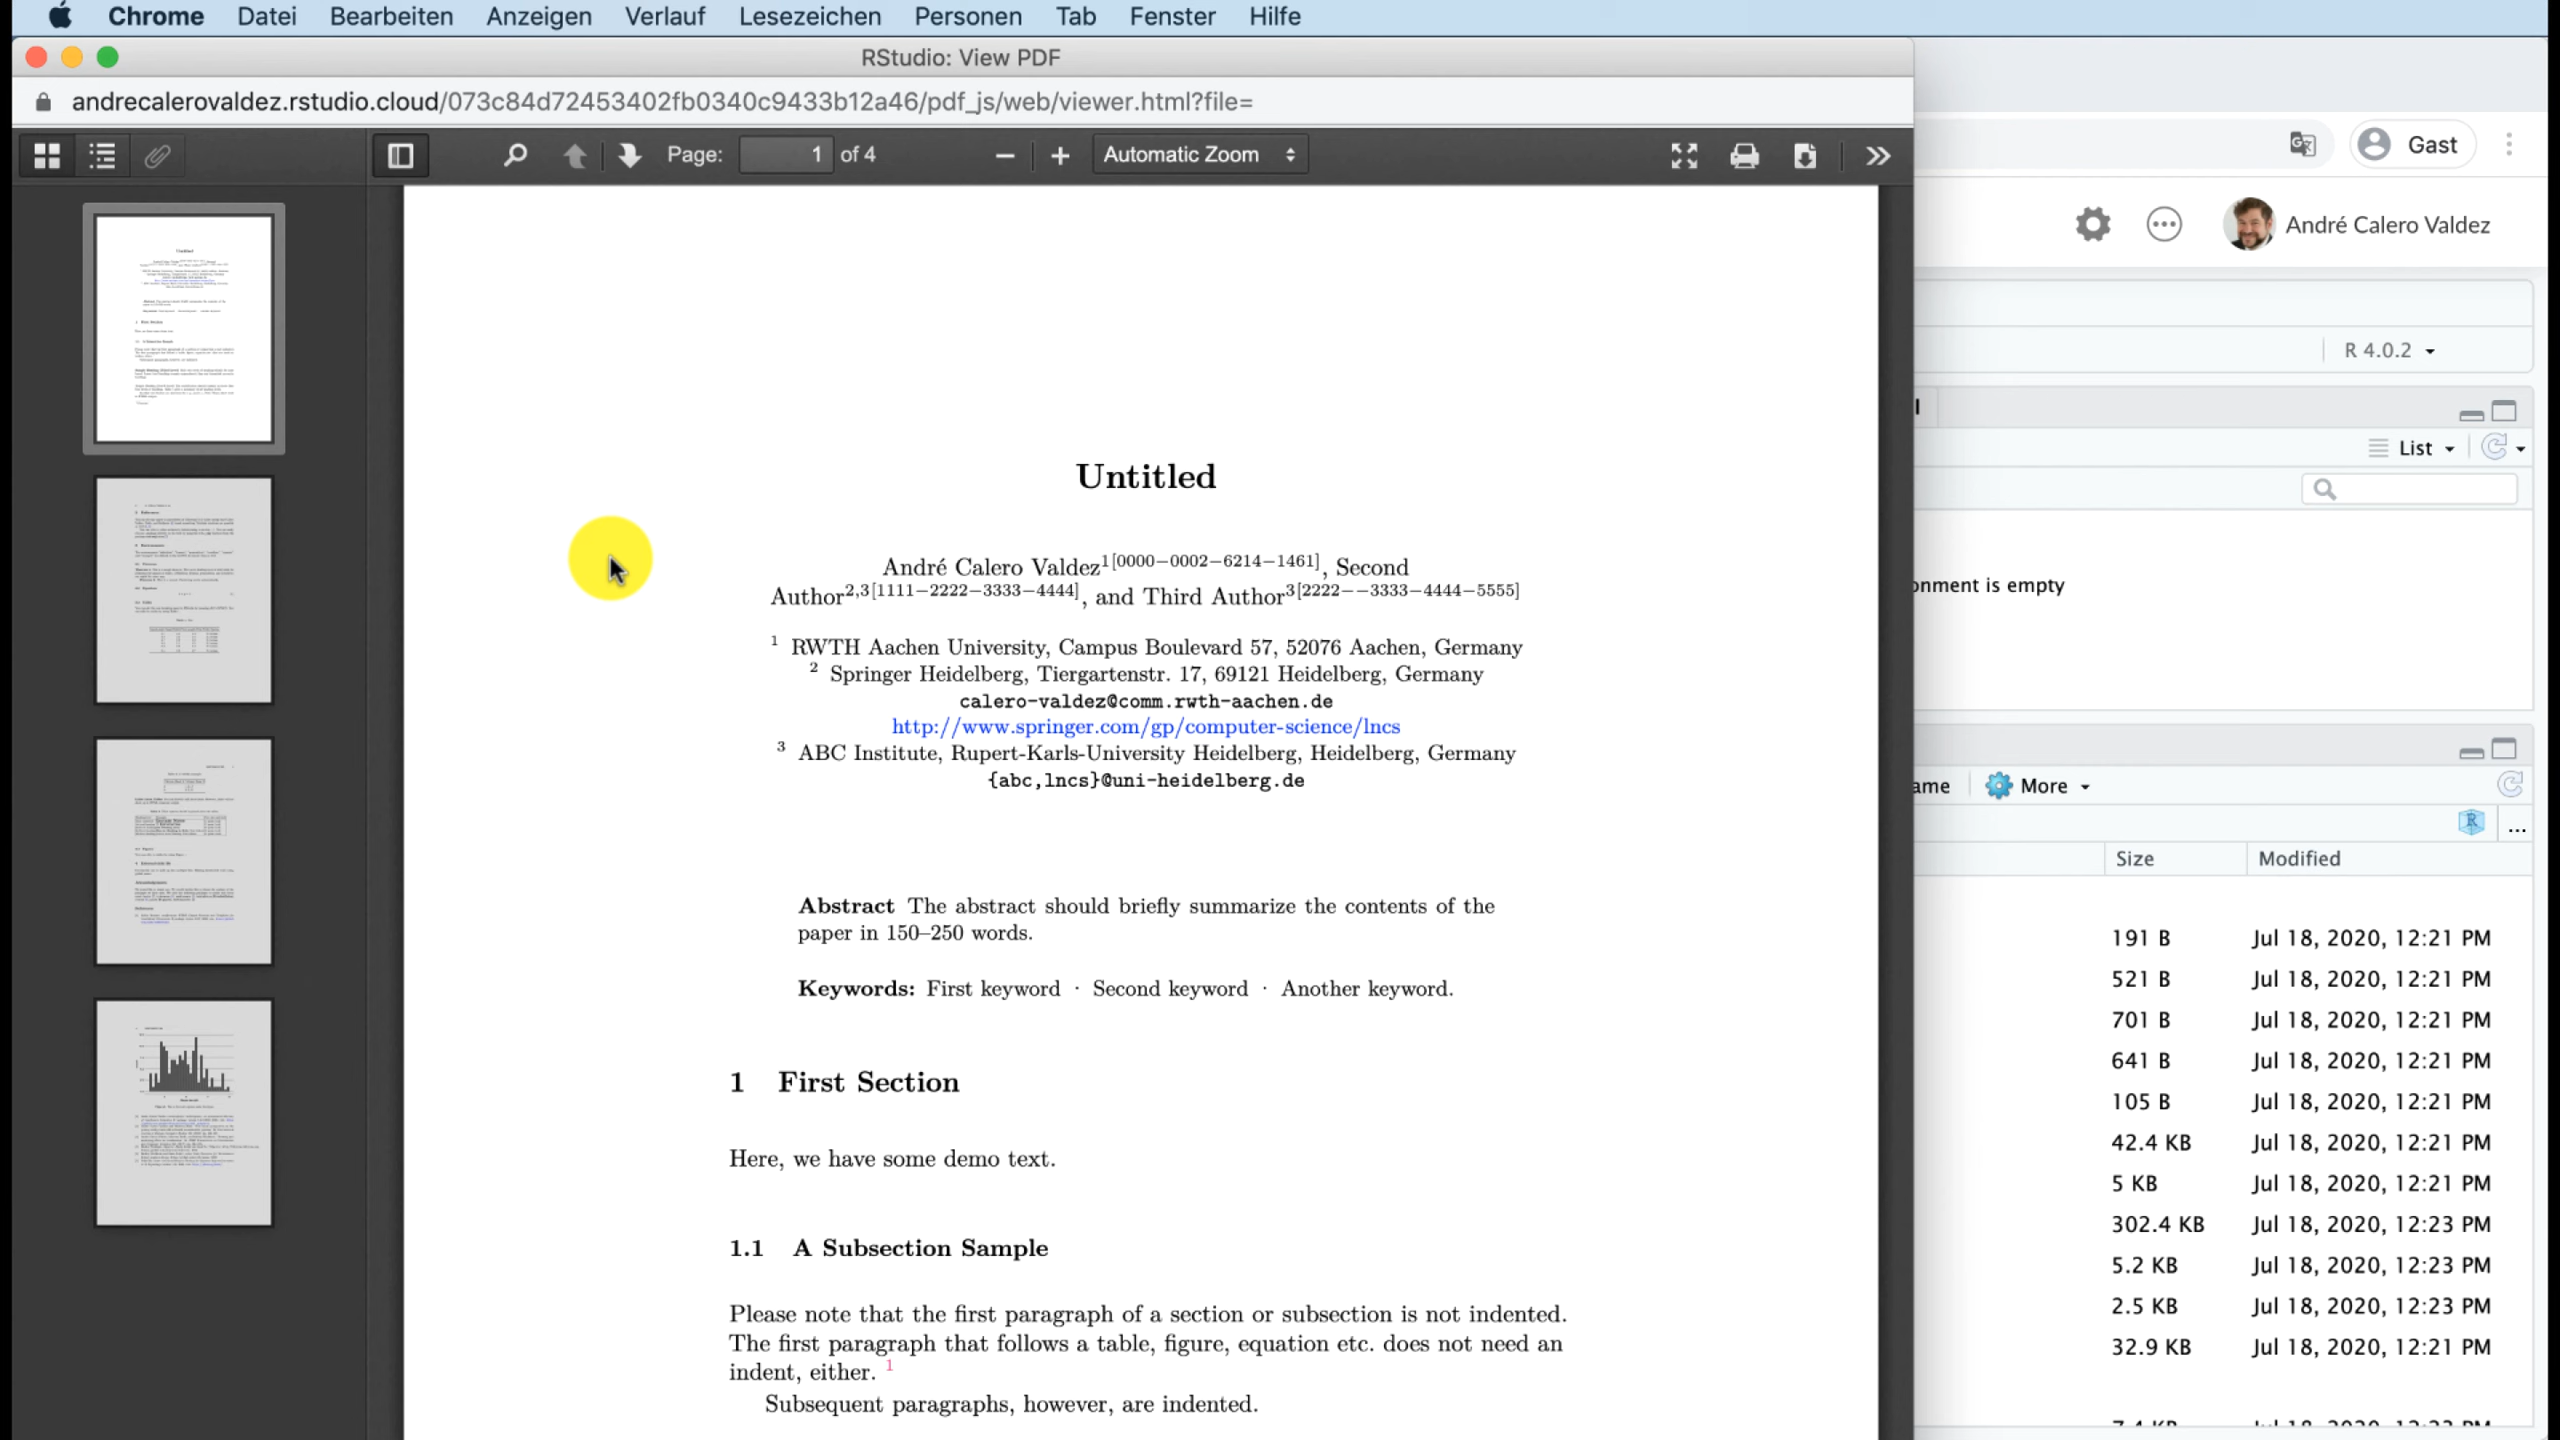 Chrome Datei Bearbeiten Anzeigen Verlauf Lesezeichen Personen Tab Fenster Hilfe
RStudio: View PDF
andrecalerovaldez.rstudio.cloud/073c84d72453402fb0340c9433b12a46/pdf_js/web/viewer.html?file=
Page: 1 of 4 Automatic Zoom
Untitled
André Calero Valdez1[0000−0002−6214−1461], Second
Author2,3[1111−2222−3333−4444], and Third Author3[2222−−3333−4444−5555]
1 RWTH Aachen University, Campus Boulevard 57, 52076 Aachen, Germany
2 Springer Heidelberg, Tiergartenstr. 17, 69121 Heidelberg, Germany
calero-valdez@comm.rwth-aachen.de
http://www.springer.com/gp/computer-science/lncs
3 ABC Institute, Rupert-Karls-University Heidelberg, Heidelberg, Germany
{abc,lncs}@uni-heidelberg.de
Abstract The abstract should briefly summarize the contents of the
paper in 150–250 words.
Keywords: First keyword · Second keyword · Another keyword.
1 First Section
Here, we have some demo text.
1.1 A Subsection Sample
Please note that the first paragraph of a section or subsection is not indented.
The first paragraph that follows a table, figure, equation etc. does not need an
indent, either. 1
Subsequent paragraphs, however, are indented.
Gast
André Calero Valdez
R 4.0.2
List
onment is empty
ame More
R ...
Size Modified
191 B Jul 18, 2020, 12:21 PM
521 B Jul 18, 2020, 12:21 PM
701 B Jul 18, 2020, 12:21 PM
641 B Jul 18, 2020, 12:21 PM
105 B Jul 18, 2020, 12:21 PM
42.4 KB Jul 18, 2020, 12:21 PM
5 KB Jul 18, 2020, 12:21 PM
302.4 KB Jul 18, 2020, 12:23 PM
5.2 KB Jul 18, 2020, 12:23 PM
2.5 KB Jul 18, 2020, 12:23 PM
32.9 KB Jul 18, 2020, 12:21 PM